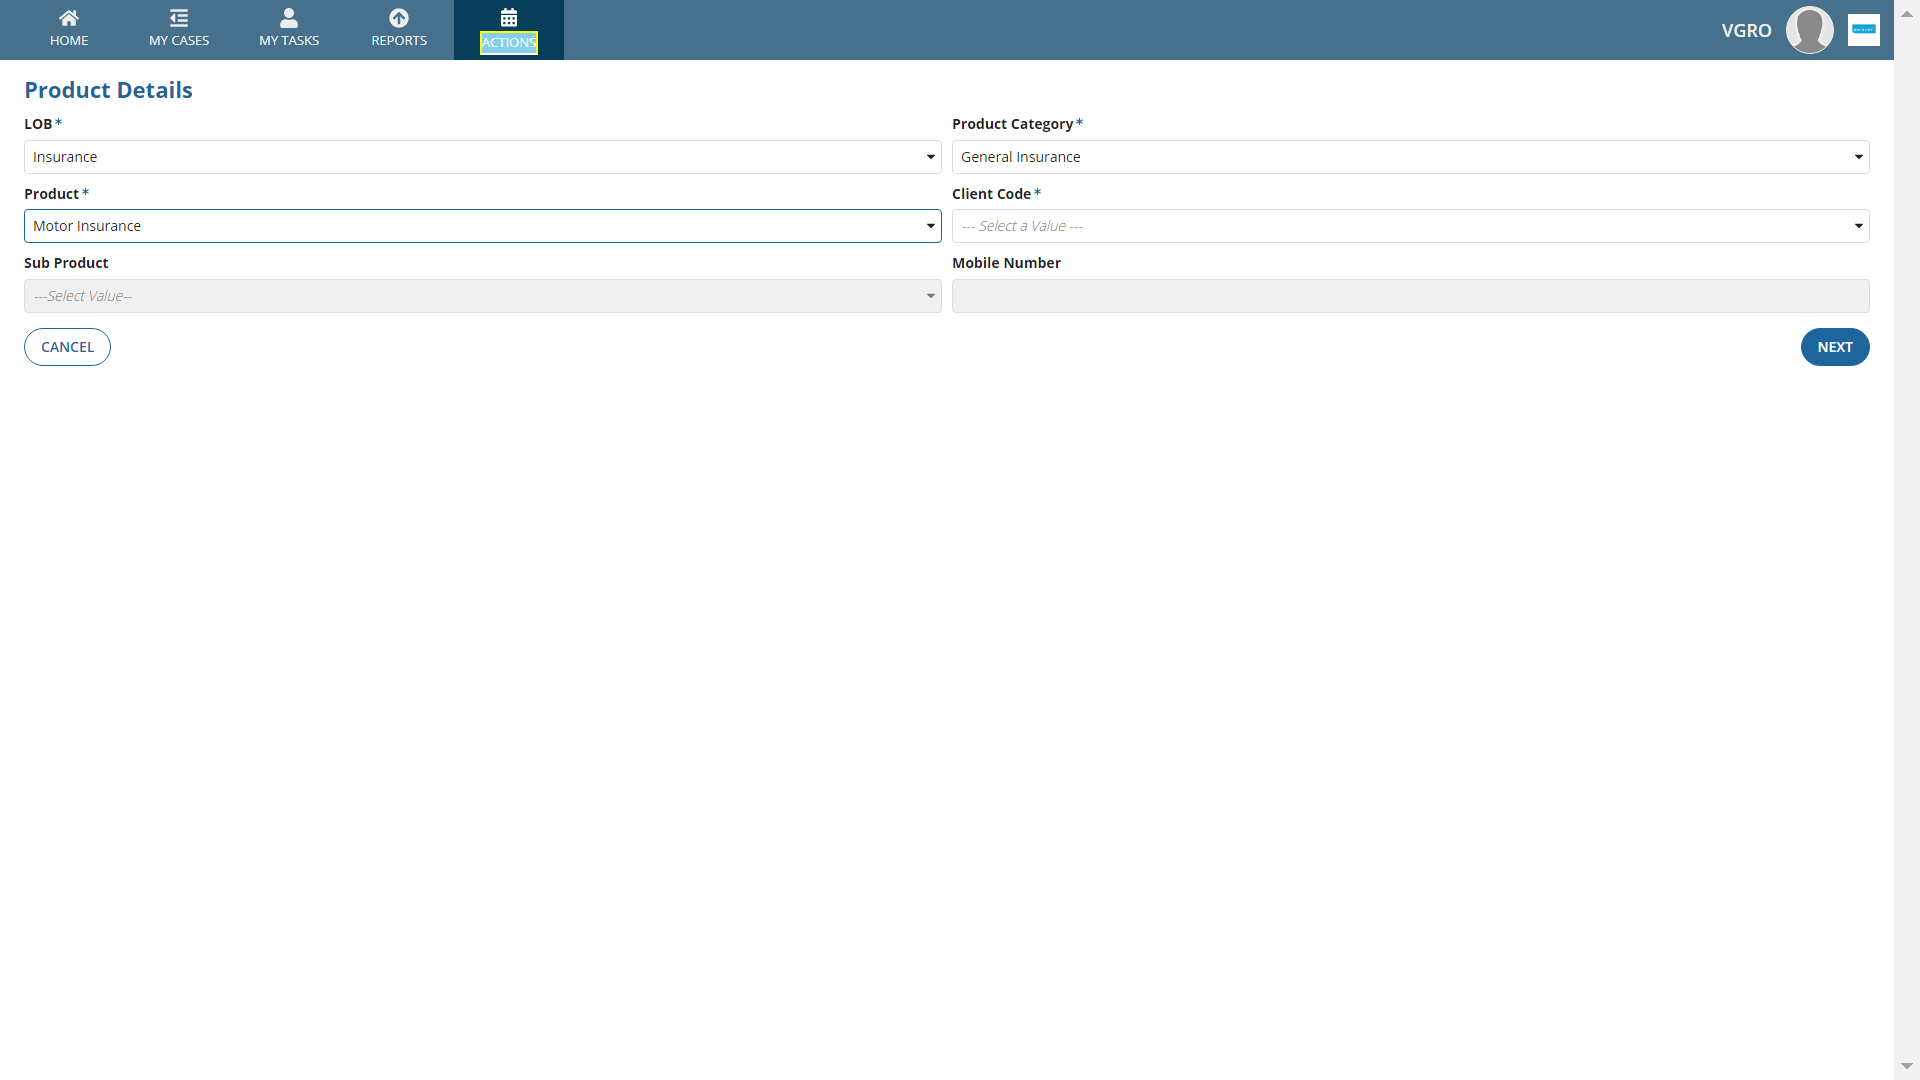 HOME
MY CASES
MY TASKS
REPORTS
ACTIONS
VGRO
Product Details
LOB*
Product Category*
Insurance
General Insurance
Product*
Client Code*
Motor Insurance
--- Select a Value ---
Sub Product
Mobile Number
---Select Value--
CANCEL
NEXT